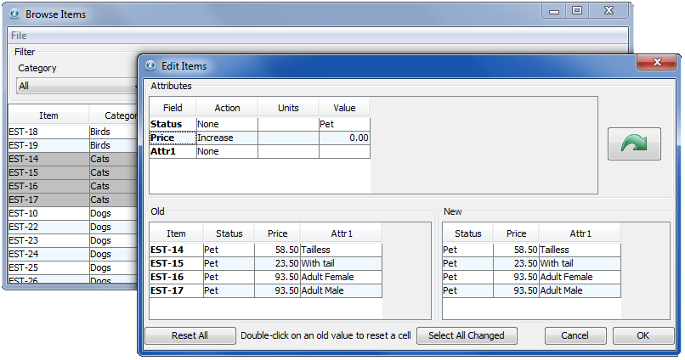 Browse Items
File
Filter
Category
All
Item Catego
EST-18 Birds
EST-19 Birds
EST-14 Cats
EST-15 Cats
EST-16 Cats
EST-17 Cats
EST-10 Dogs
EST-22 Dogs
EST-23 Dogs
EST-24 Dogs
EST-25 Dogs
EST-26 Dogs
Edit Items
Attributes
Field Action Units Value
Status None Pet
Price Increase 0.00
Attr1 None
Old
Item Status Price Attr1
EST-14 Pet 58.50 Tailless
EST-15 Pet 23.50 With tail
EST-16 Pet 93.50 Adult Female
EST-17 Pet 93.50 Adult Male
New
Status Price Attr1
Pet 58.50 Tailless
Pet 23.50 With tail
Pet 93.50 Adult Female
Pet 93.50 Adult Male
Reset All Double-click on an old value to reset a cell Select All Changed Cancel OK